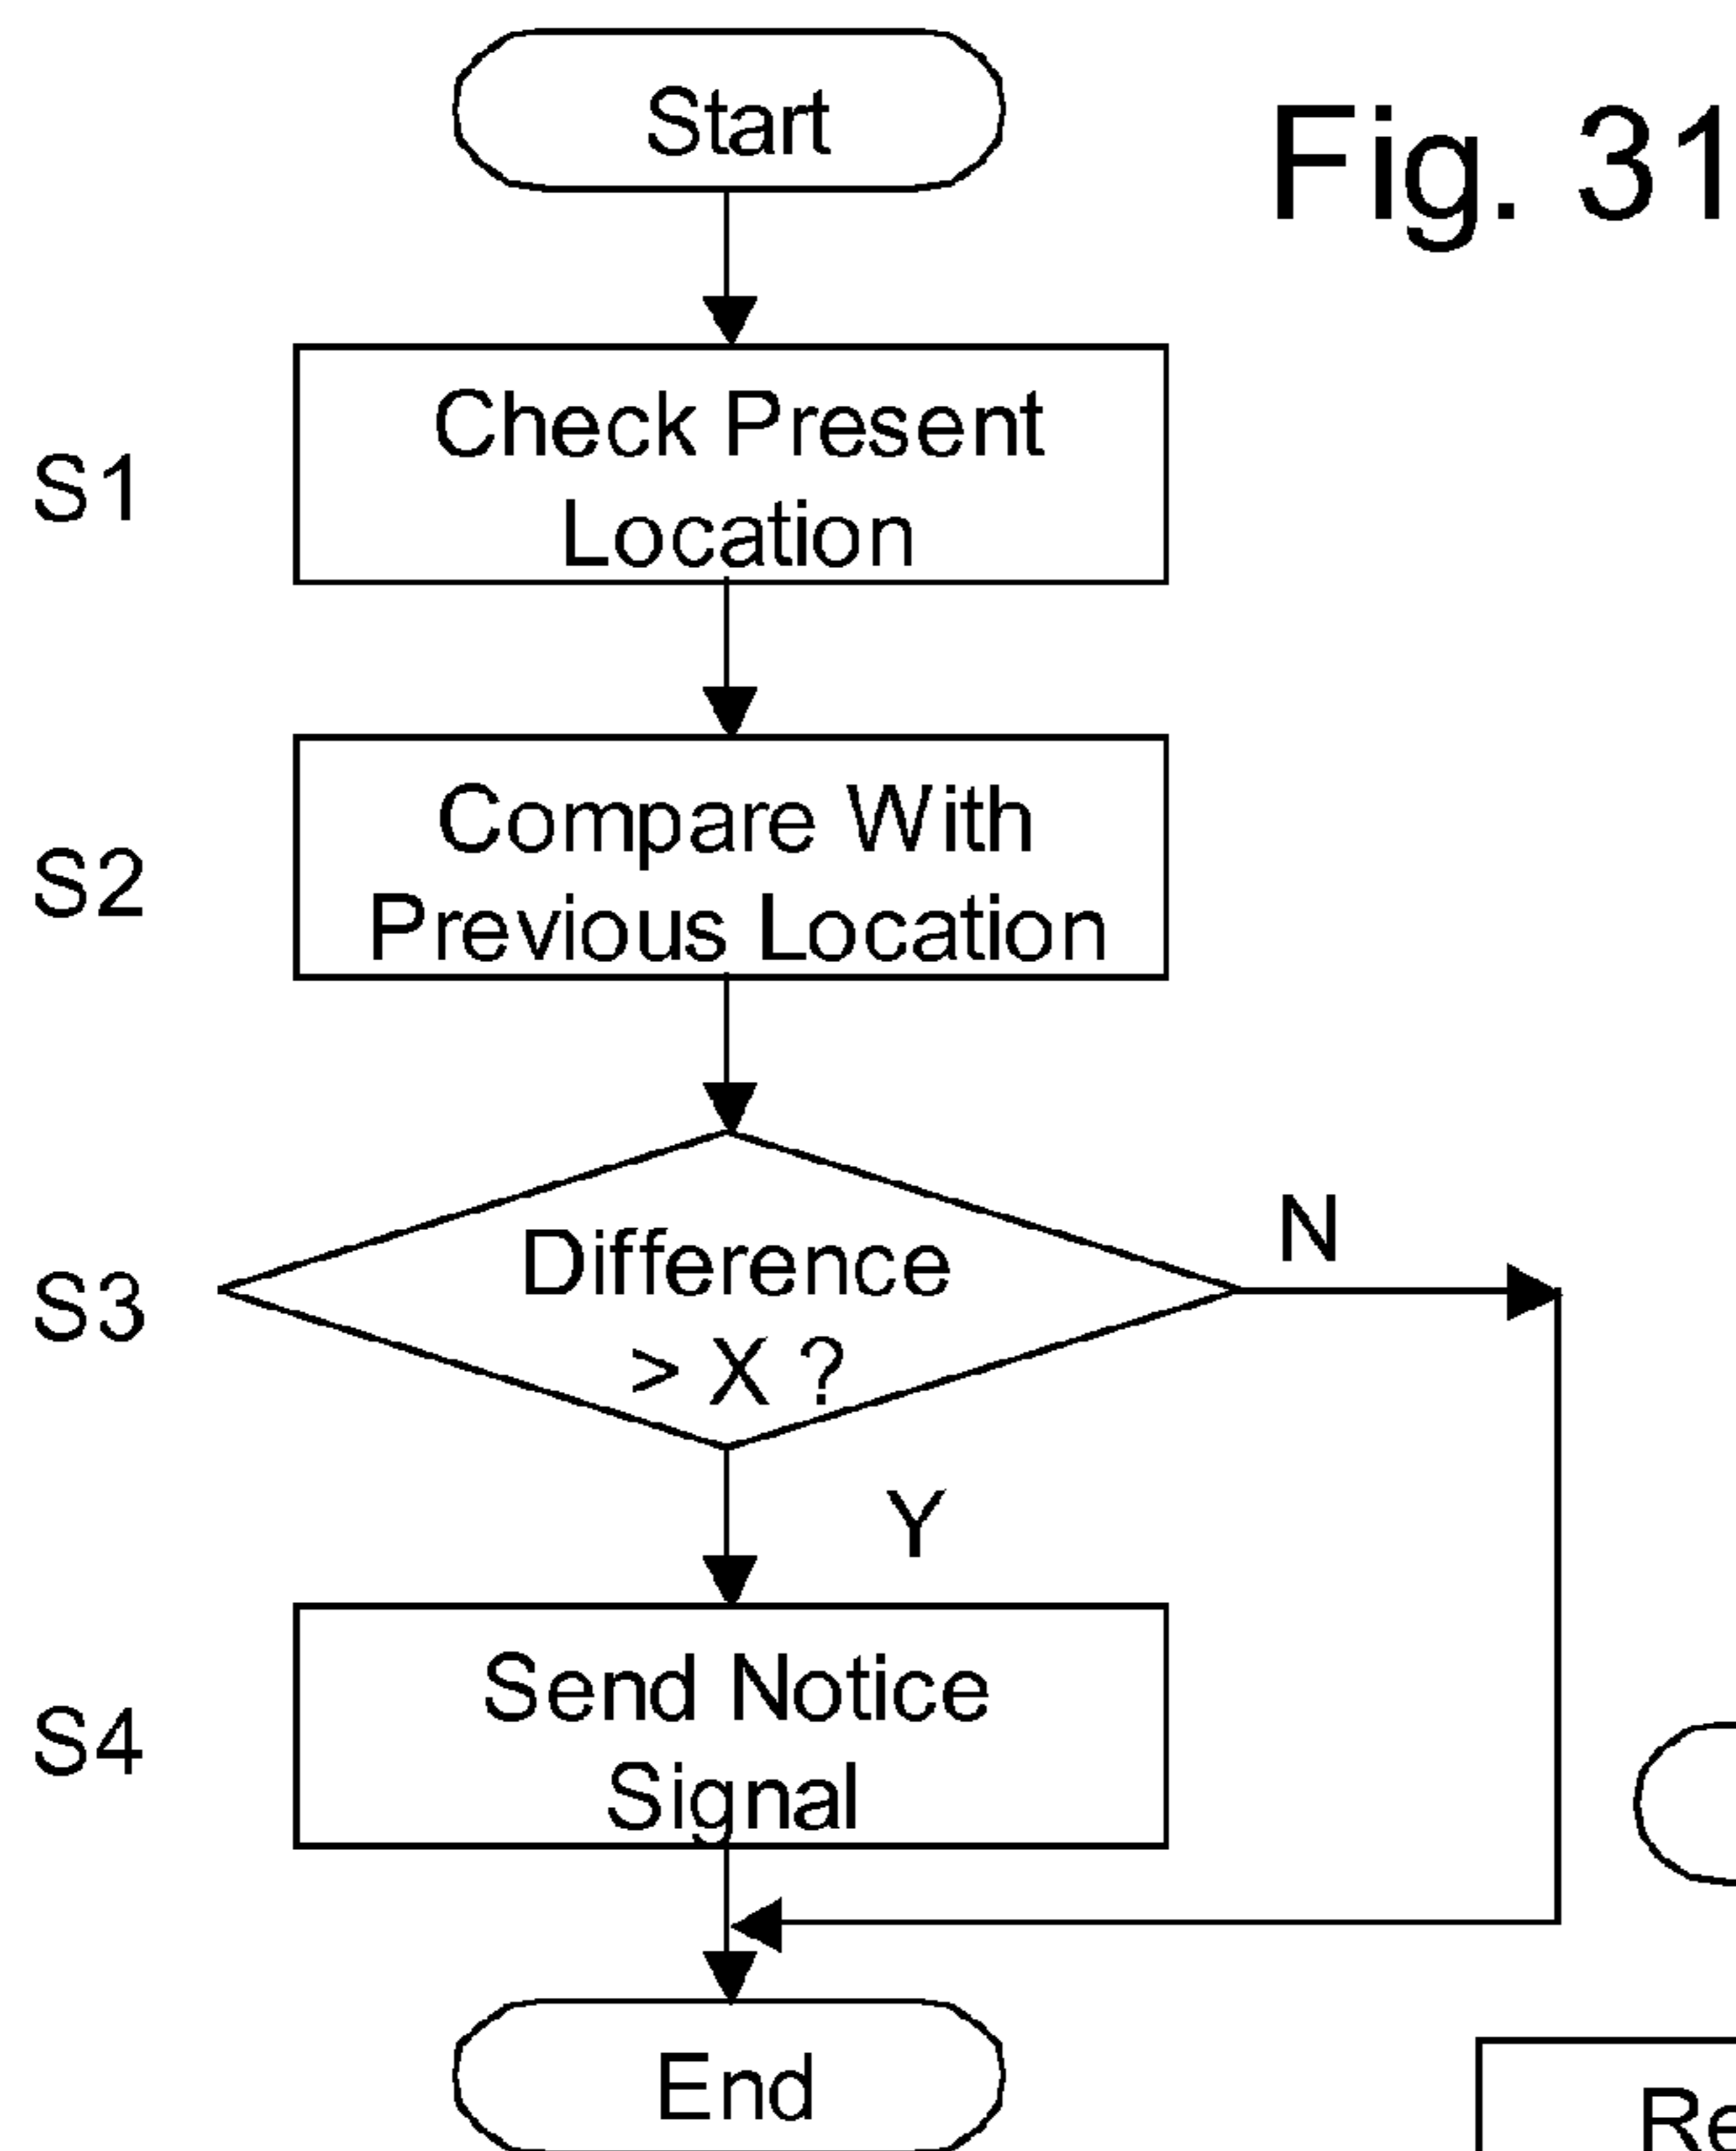 Start
Fig. 31
S1
Check Present
Location
S2
Compare With
Previous Location
S3
Difference
> X ?
N
Y
S4
Send Notice
Signal
End